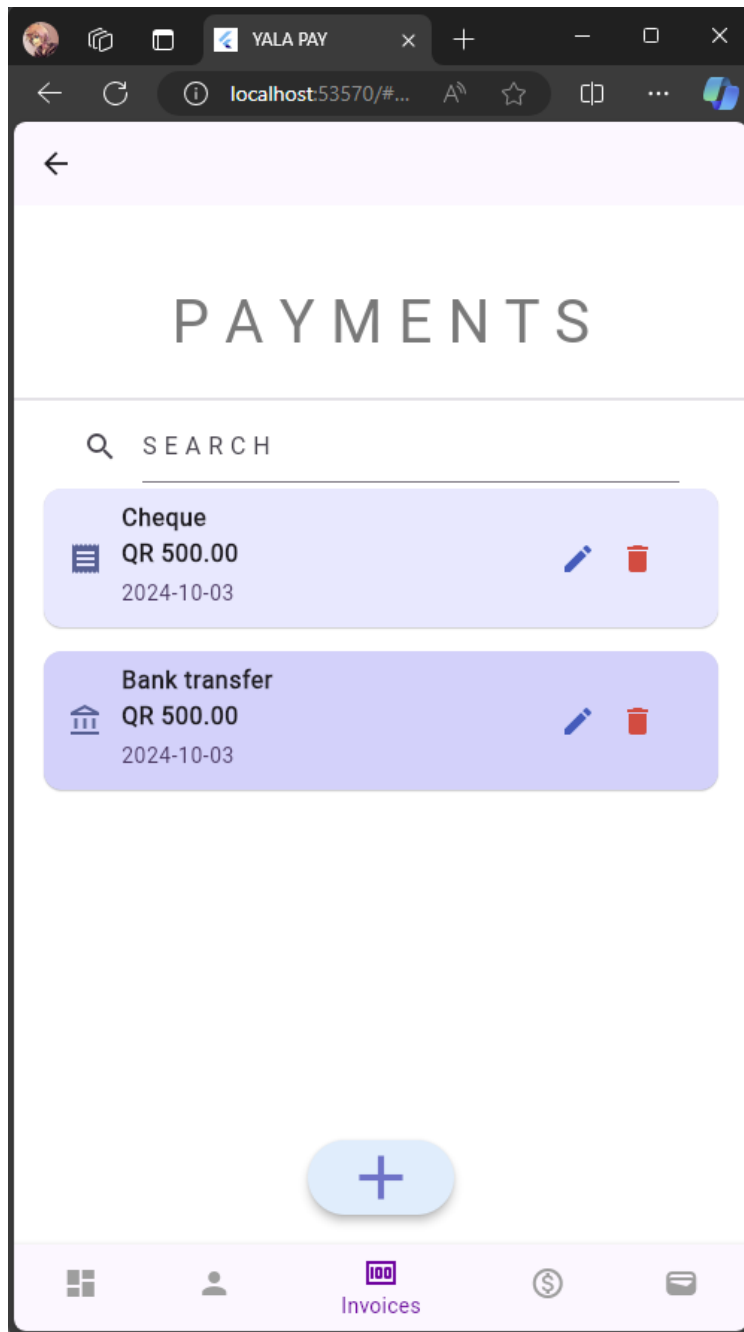 YALA PAY
localhost:53570/#...
PAYMENTS
SEARCH
Cheque
QR 500.00
2024-10-03
Bank transfer
QR 500.00
2024-10-03
Invoices